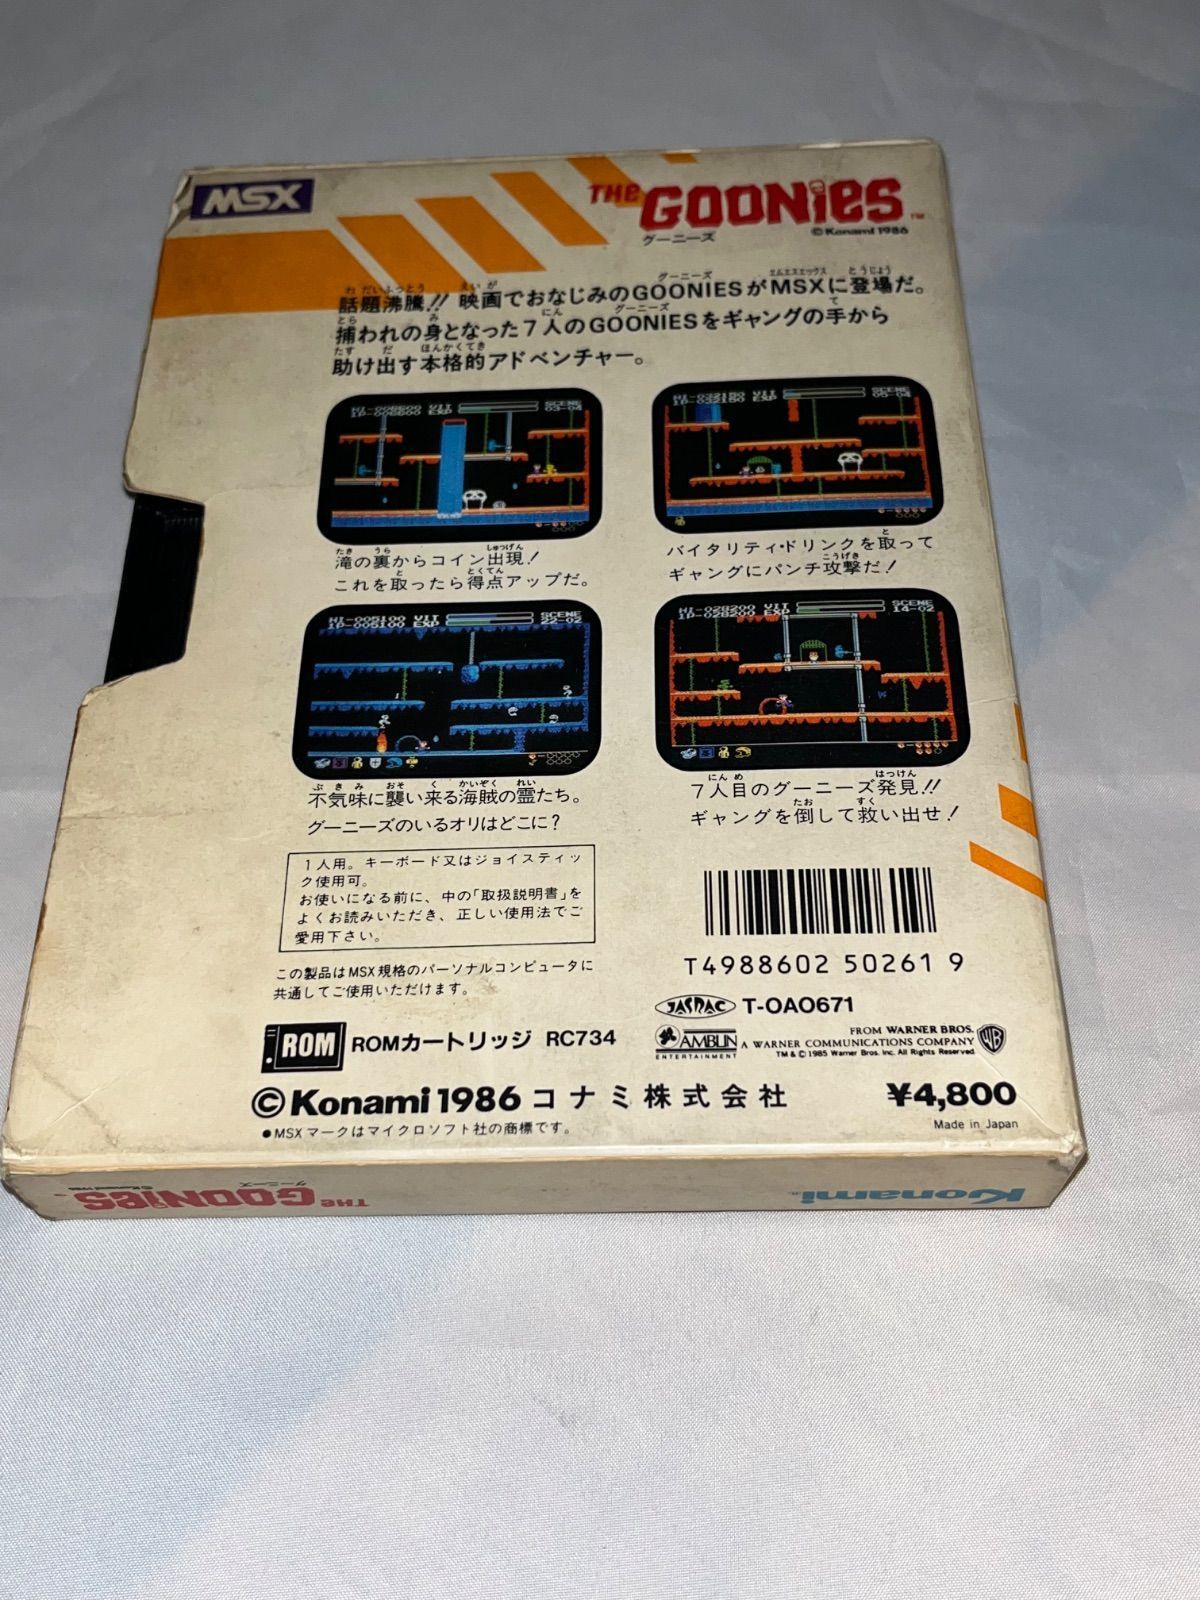 MSX
THE GOONIES ™
グーニーズ
©Konami 1986
話題沸騰!! 映画でおなじみのGOONIESがMSXに登場だ。
捕われの身となった7人のGOONIESをギャングの手から
助け出す本格的アドベンチャー。
滝の裏からコイン出現!
これを取ったら得点アップだ。
バイタリティ・ドリンクを取って
ギャングにパンチ攻撃だ!
不気味に襲い来る海賊の霊たち。
グーニーズのいるオリはどこに?
7人目のグーニーズ発見!!
ギャングを倒して救い出せ!
1人用。キーボード又はジョイスティッ
ク使用可。
お使いになる前に、中の「取扱説明書」を
よくお読みいただき、正しい使用法でご
愛用下さい。
この製品はMSX規格のパーソナルコンピュータに
共通してご使用いただけます。
T4988602 50261 9
JASRAC T-OAO671
ROM ROMカートリッジ RC734
AMBLIN
ENTERTAINMENT
FROM WARNER BROS.
A WARNER COMMUNICATIONS COMPANY
TM & © 1985 Warner Bros. Inc. All Rights Reserved
©Konami 1986 コナミ株式会社
¥4,800
●MSXマークはマイクロソフト社の商標です。
Made in Japan
THE GOONIES
グーニーズ
Konami